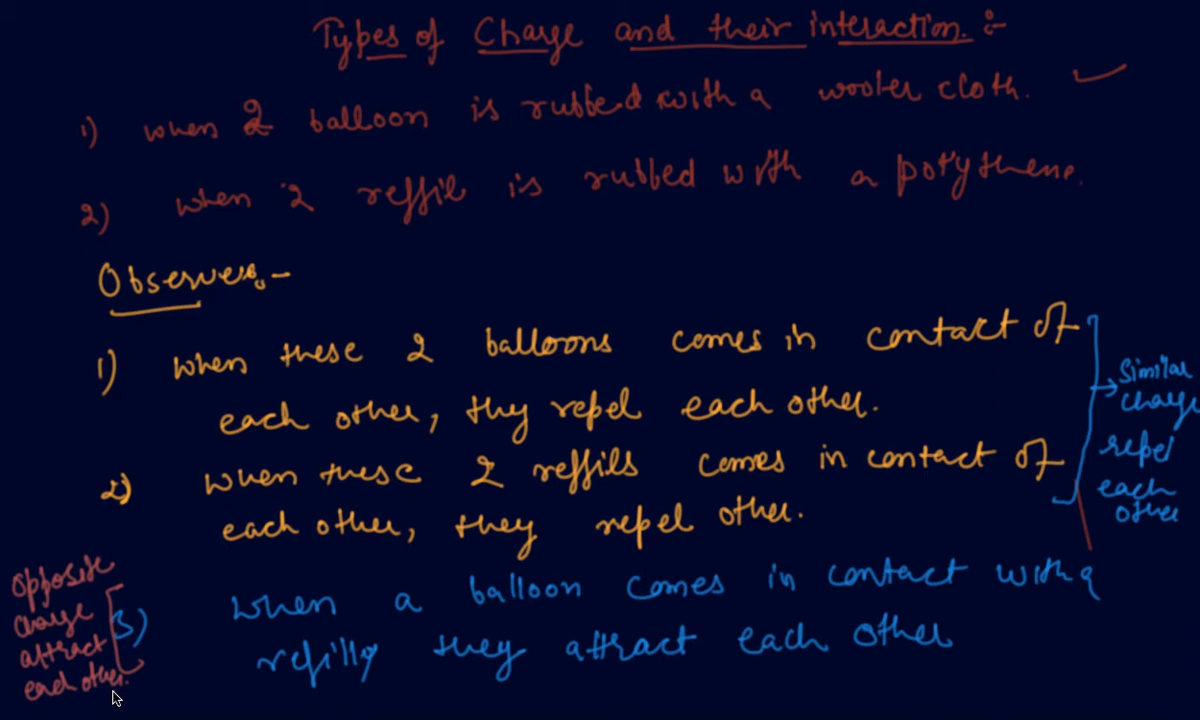 Types of Charge and their interaction :-
1) when 2 balloon is rubbed with a woolen cloth.
2) when 2 reffil is rubbed with a polythene.
Observes:-
1) when these 2 balloons comes in contact of
each other, they repel each other.
2) when these 2 reffils comes in contact of
each other, they repel other.
Similar
charge
repel
each
other
3) when a balloon comes in contact with a
refilly they attract each other
opposite
charge
attract
each other.